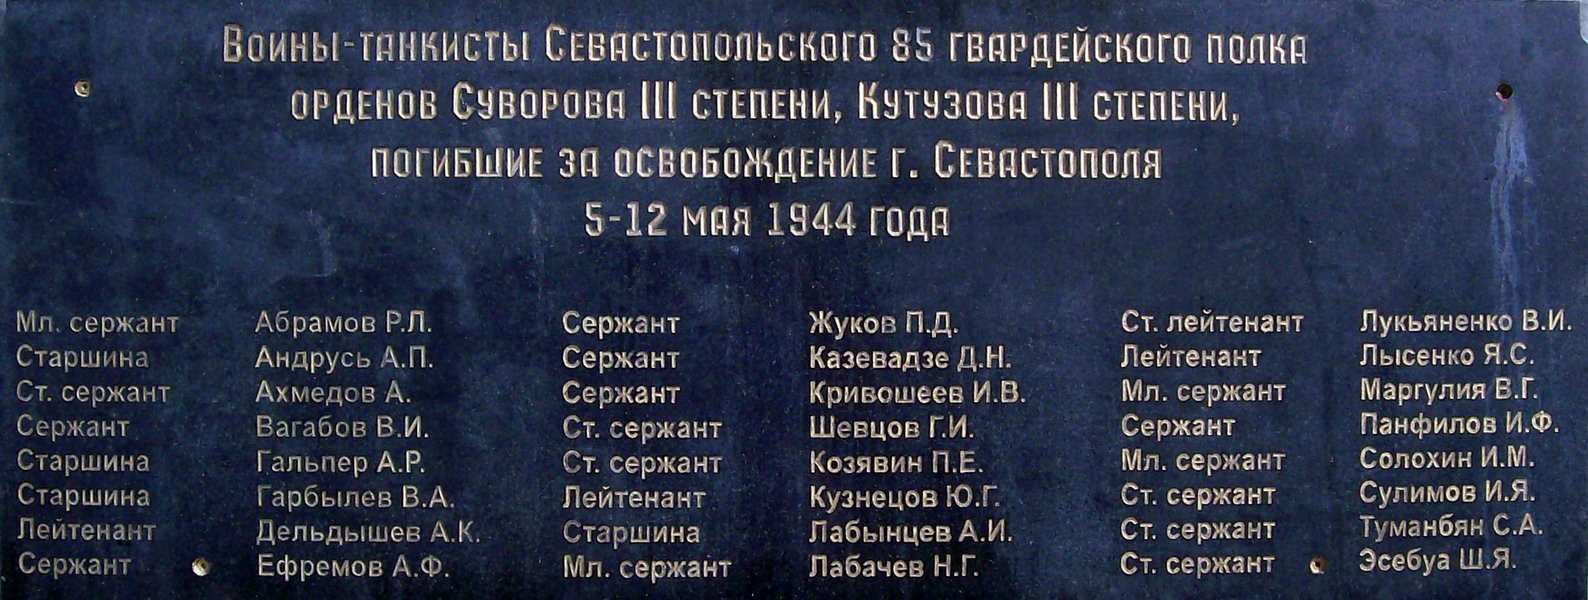 Воины-танкисты Севастопольского 85 гвардейского полка
орденов Суворова III степени, Кутузова III степени,
погибшие за освобождение г. Севастополя
5-12 мая 1944 года
Мл. сержант Абрамов Р.Л. Сержант Жуков П.Д. Ст. лейтенант Лукьяненко В.И.
Старшина Андрусь А.П. Сержант Казевадзе Д.Н. Лейтенант Лысенко Я.С.
Ст. сержант Ахмедов А. Сержант Кривошеев И.В. Мл. сержант Маргулия В.Г.
Сержант Вагабов В.И. Ст. сержант Шевцов Г.И. Сержант Панфилов И.Ф.
Старшина Гальпер А.Р. Ст. сержант Козявин П.Е. Мл. сержант Солохин И.М.
Старшина Гарбылев В.А. Лейтенант Кузнецов Ю.Г. Ст. сержант Сулимов И.Я.
Лейтенант Дельдышев А.К. Старшина Лабынцев А.И. Ст. сержант Туманбян С.А.
Сержант Ефремов А.Ф. Мл. сержант Лабачев Н.Г. Ст. сержант Эсебуа Ш.Я.